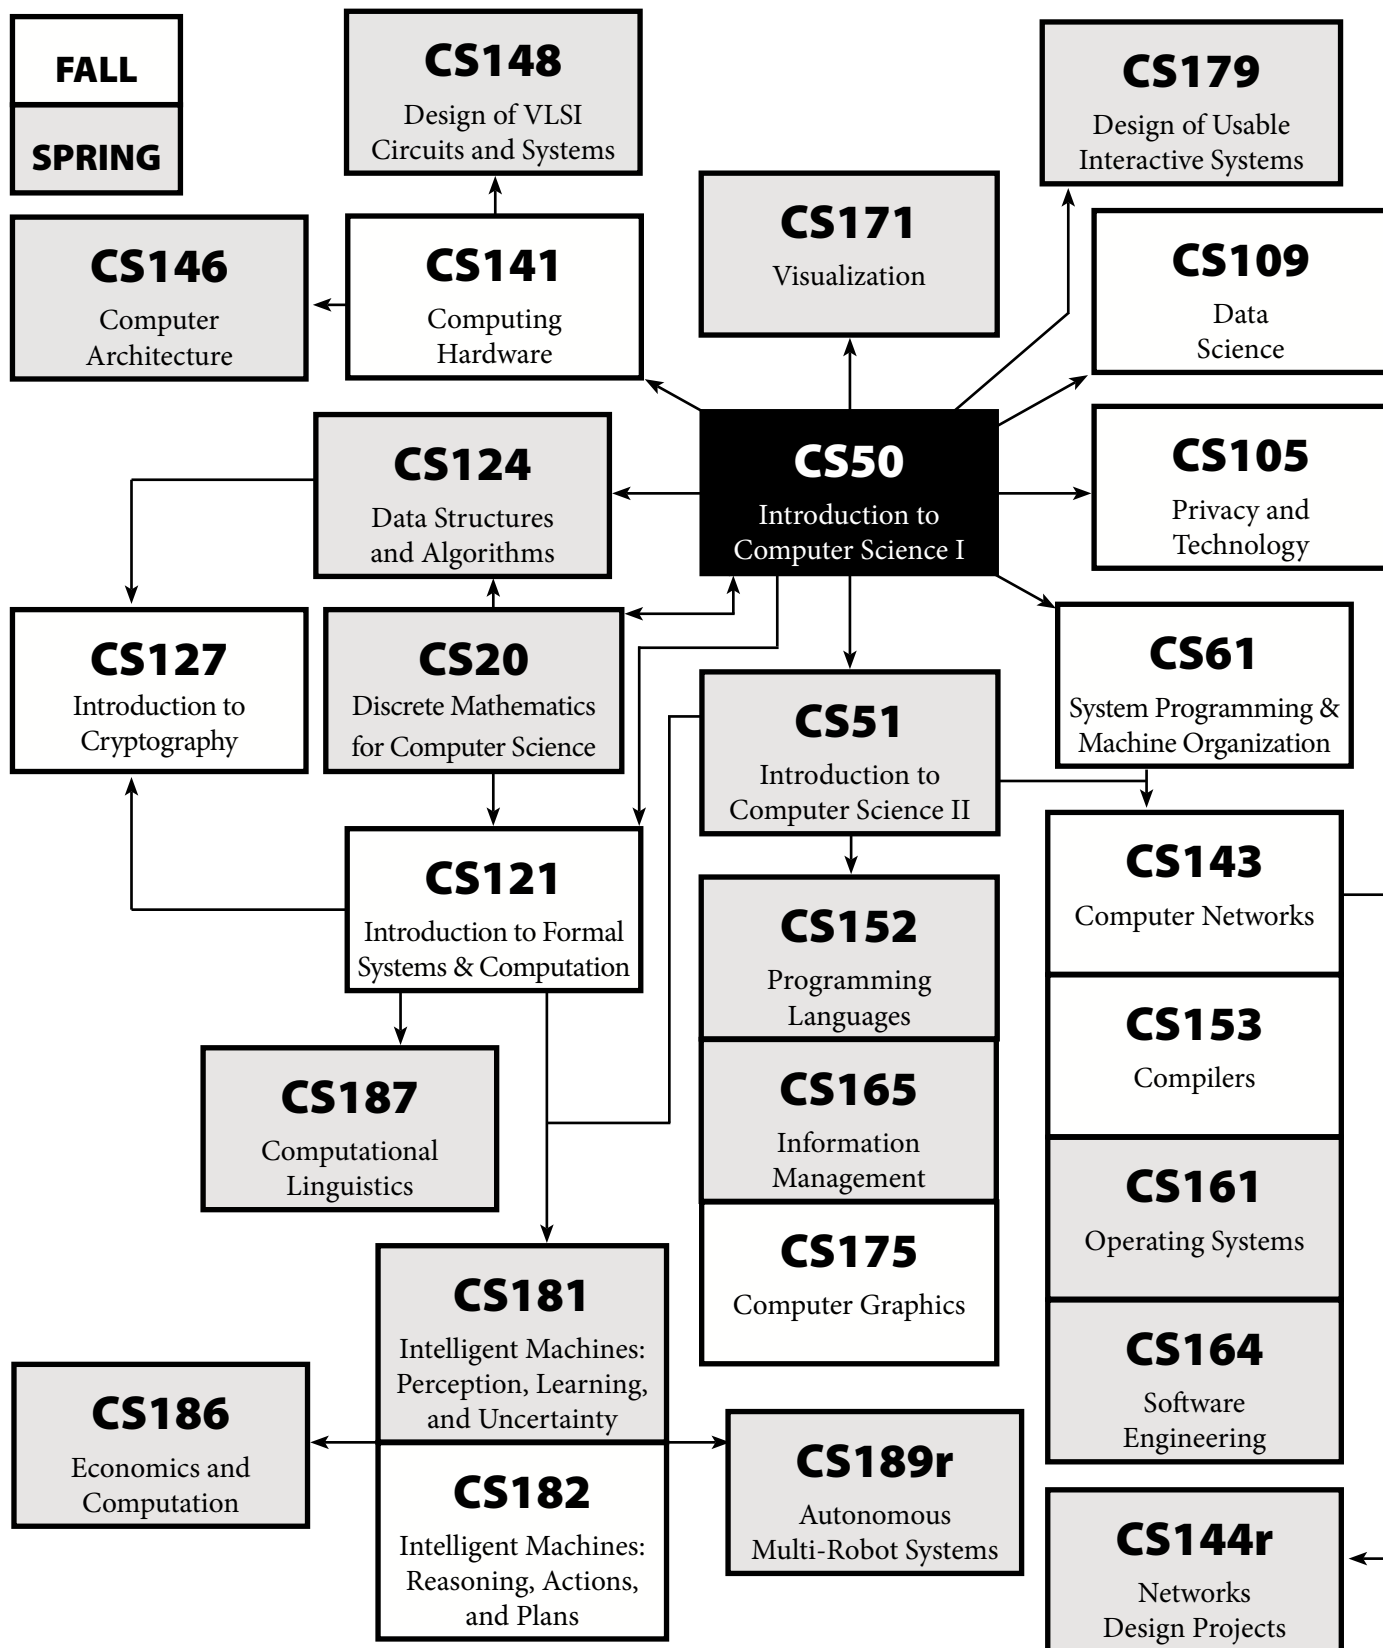 FALL
SPRING
CS148
Design of VLSI
Circuits and Systems
CS179
Design of Usable
Interactive Systems
CS171
Visualization
CS146
Computer
Architecture
CS141
Computing
Hardware
CS109
Data
Science
CS124
Data Structures
and Algorithms
CS50
Introduction to
Computer Science I
CS105
Privacy and
Technology
CS127
Introduction to
Cryptography
CS20
Discrete Mathematics
for Computer Science
CS51
Introduction to
Computer Science II
CS61
System Programming &
Machine Organization
CS121
Introduction to Formal
Systems & Computation
CS152
Programming
Languages
CS143
Computer Networks
CS153
Compilers
CS187
Computational
Linguistics
CS165
Information
Management
CS161
Operating Systems
CS175
Computer Graphics
CS181
Intelligent Machines:
Perception, Learning,
and Uncertainty
CS164
Software
Engineering
CS186
Economics and
Computation
CS182
Intelligent Machines:
Reasoning, Actions,
and Plans
CS189r
Autonomous
Multi-Robot Systems
CS144r
Networks
Design Projects